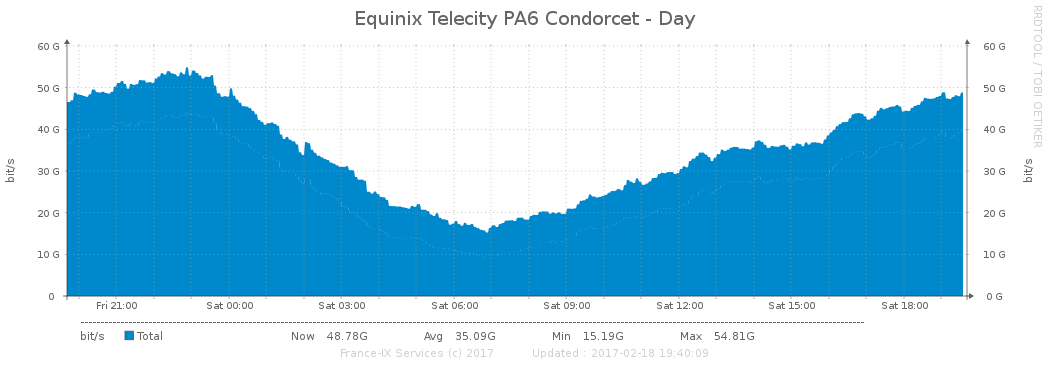 Equinix Telecity PA6 Condorcet - Day
RRDTOOL / TOBI OETIKER
60 G 60 G
50 G 50 G
40 G 40 G
30 G 30 G
20 G 20 G
10 G 10 G
0 0 G
bit/s bit/s
Fri 21:00 Sat 00:00 Sat 03:00 Sat 06:00 Sat 09:00 Sat 12:00 Sat 15:00 Sat 18:00
bit/s Total Now 48.78G Avg 35.09G Min 15.19G Max 54.81G
France-IX Services (c) 2017 Updated : 2017-02-18 19:40:09